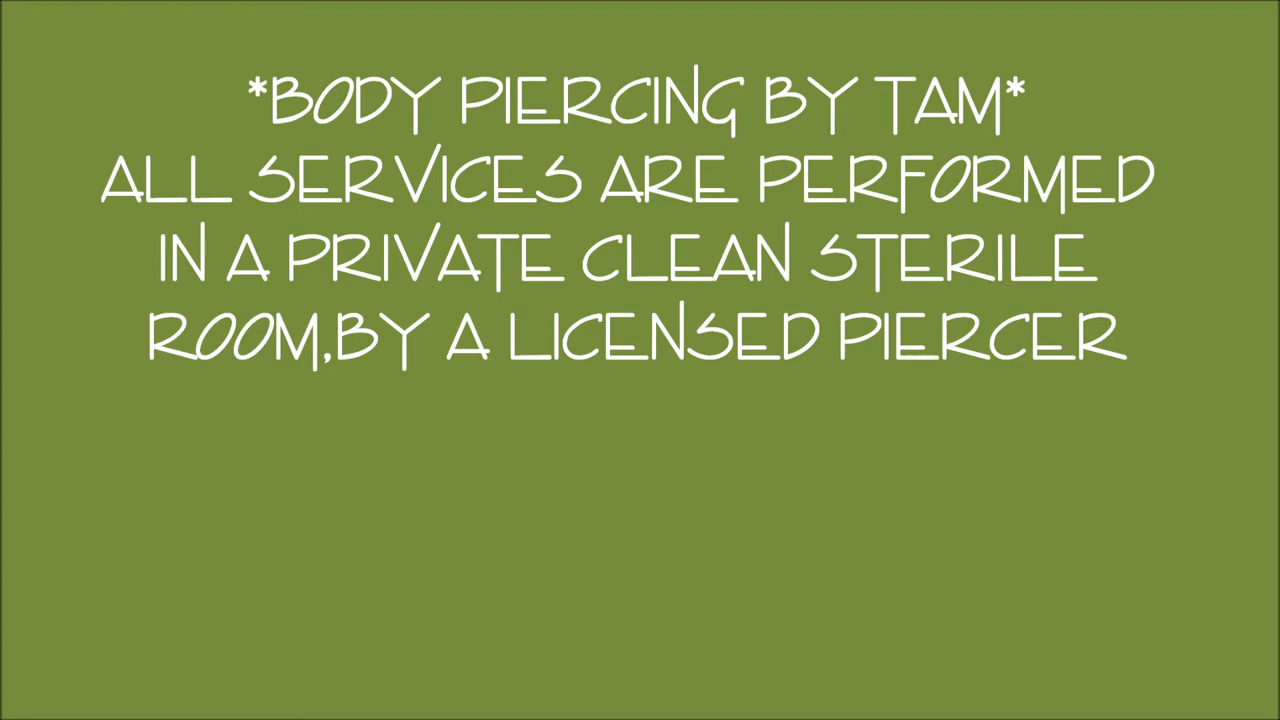 *BODY PIERCING BY TAM*
ALL SERVICES ARE PERFORMED
IN A PRIVATE CLEAN STERILE
ROOM,BY A LICENSED PIERCER